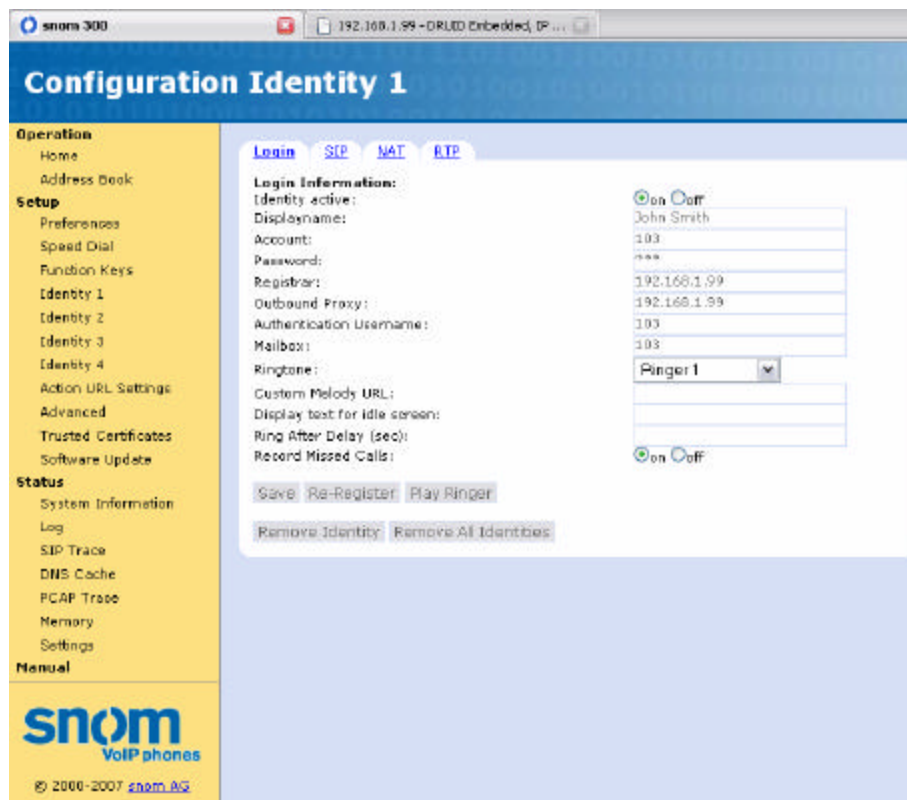 snom 300
192.168.1.99 - DRUID Embedded, IP ...
Configuration Identity 1
Operation
Home
Address Book
Setup
Preferences
Speed Dial
Function Keys
Identity 1
Identity 2
Identity 3
Identity 4
Action URL Settings
Advanced
Trusted Certificates
Software Update
Status
System Information
Log
SIP Trace
DNS Cache
PCAP Trace
Memory
Settings
Manual
snom
VoIP phones
© 2000-2007 snom AG
Login SIP NAT RTP
Login Information:
Identity active: on off
Displayname: John Smith
Account: 103
Password: ***
Registrar: 192.168.1.99
Outbound Proxy: 192.168.1.99
Authentication Username: 103
Mailbox: 103
Ringtone: Ringer 1
Custom Melody URL:
Display text for idle screen:
Ring After Delay (sec):
Record Missed Calls: on off
Save Re-Register Play Ringer
Remove Identity Remove All Identities